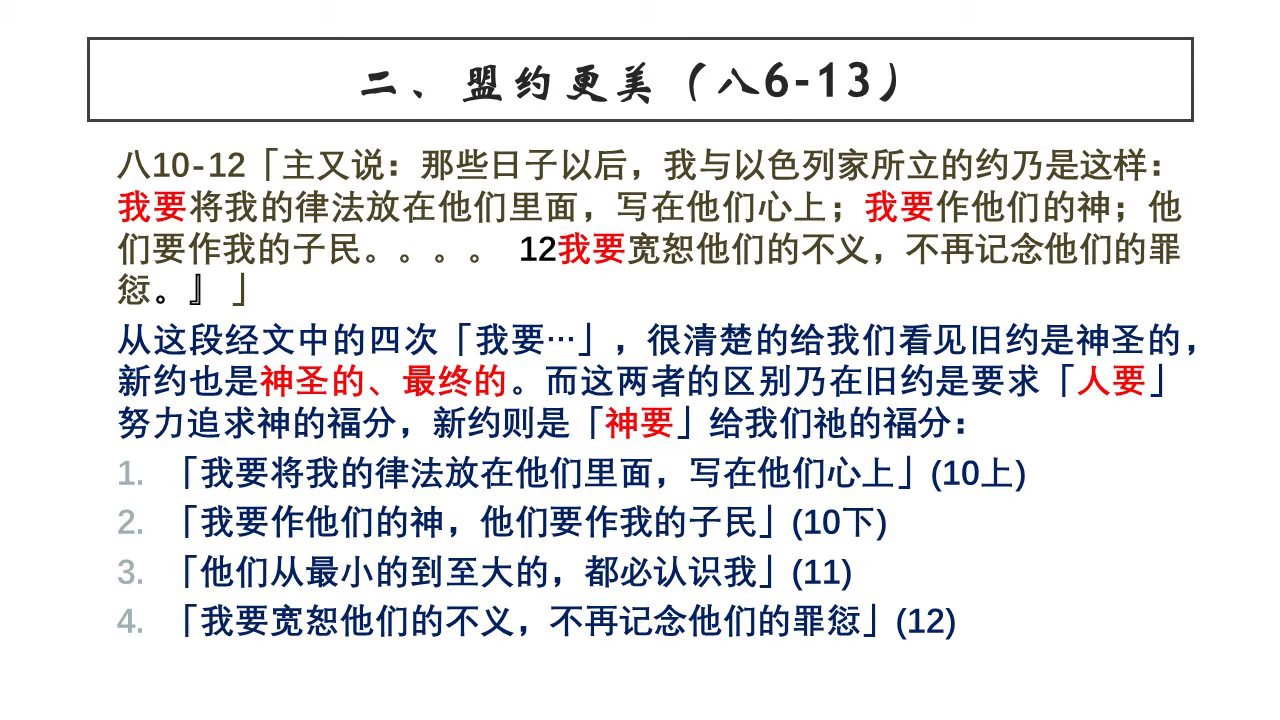 二、盟约更美（八6-13）
八10-12「主又说：那些日子以后，我与以色列家所立的约乃是这样：
我要将我的律法放在他们里面，写在他们心上；我要作他们的神；他
们要作我的子民。。。。 12我要宽恕他们的不义，不再记念他们的罪
愆。』」
从这段经文中的四次「我要…」，很清楚的给我们看见旧约是神圣的，
新约也是神圣的、最终的。而这两者的区别乃在旧约是要求「人要」
努力追求神的福分，新约则是「神要」给我们祂的福分：
1. 「我要将我的律法放在他们里面，写在他们心上」(10上)
2. 「我要作他们的神，他们要作我的子民」(10下)
3. 「他们从最小的到至大的，都必认识我」(11)
4. 「我要宽恕他们的不义，不再记念他们的罪愆」(12)